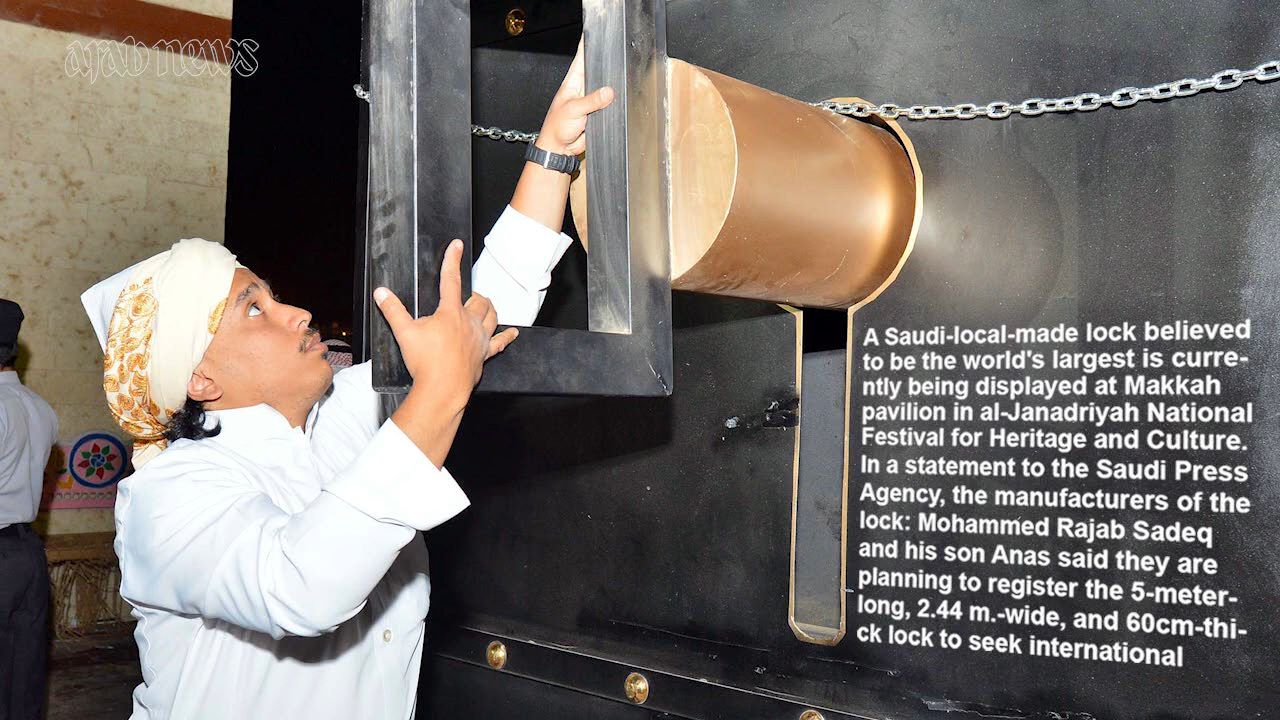 arab news
A Saudi-local-made lock believed
to be the world's largest is curre-
ntly being displayed at Makkah
pavilion in al-Janadriyah National
Festival for Heritage and Culture.
In a statement to the Saudi Press
Agency, the manufacturers of the
lock: Mohammed Rajab Sadeq
and his son Anas said they are
planning to register the 5-meter-
long, 2.44 m.-wide, and 60cm-thi-
ck lock to seek international